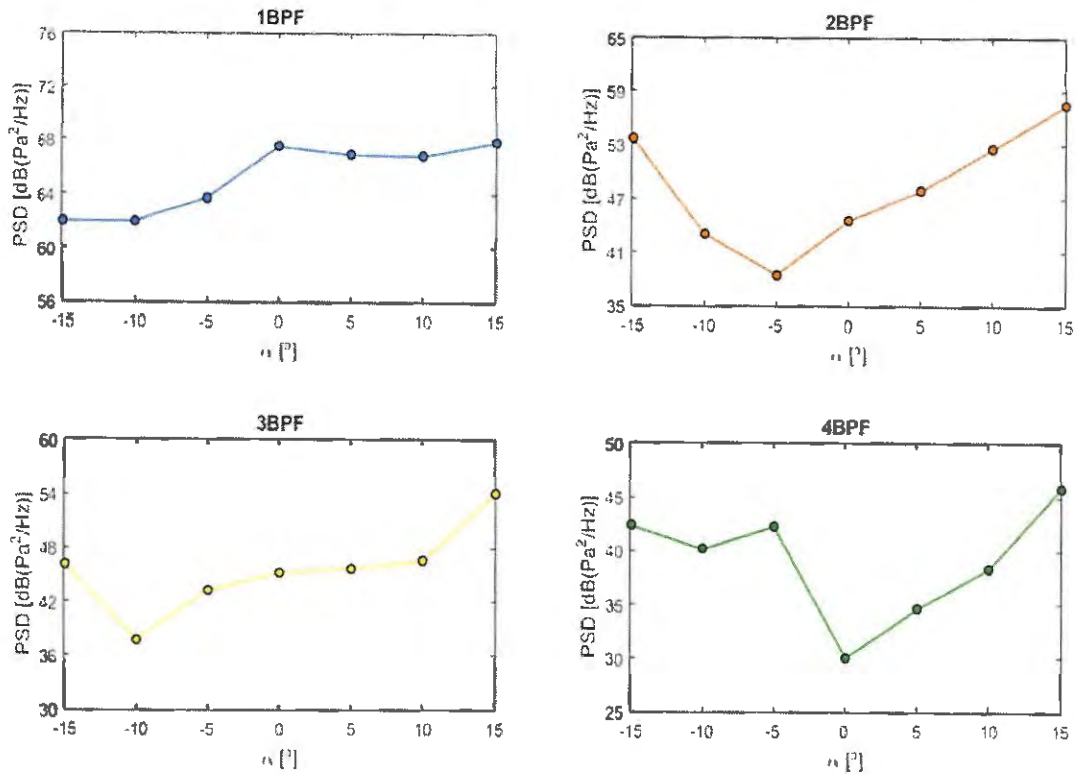 1BPF
76
72
68
64
60
56
PSD [dB(Pa²/Hz)]
-15 -10 -5 0 5 10 15
α [º]
2BPF
65
59
53
47
41
35
PSD [dB(Pa²/Hz)]
-15 -10 -5 0 5 10 15
α [º]
3BPF
60
54
48
42
36
30
PSD [dB(Pa²/Hz)]
-15 -10 -5 0 5 10 15
α [º]
4BPF
50
45
40
35
30
25
PSD [dB(Pa²/Hz)]
-15 -10 -5 0 5 10 15
α [º]